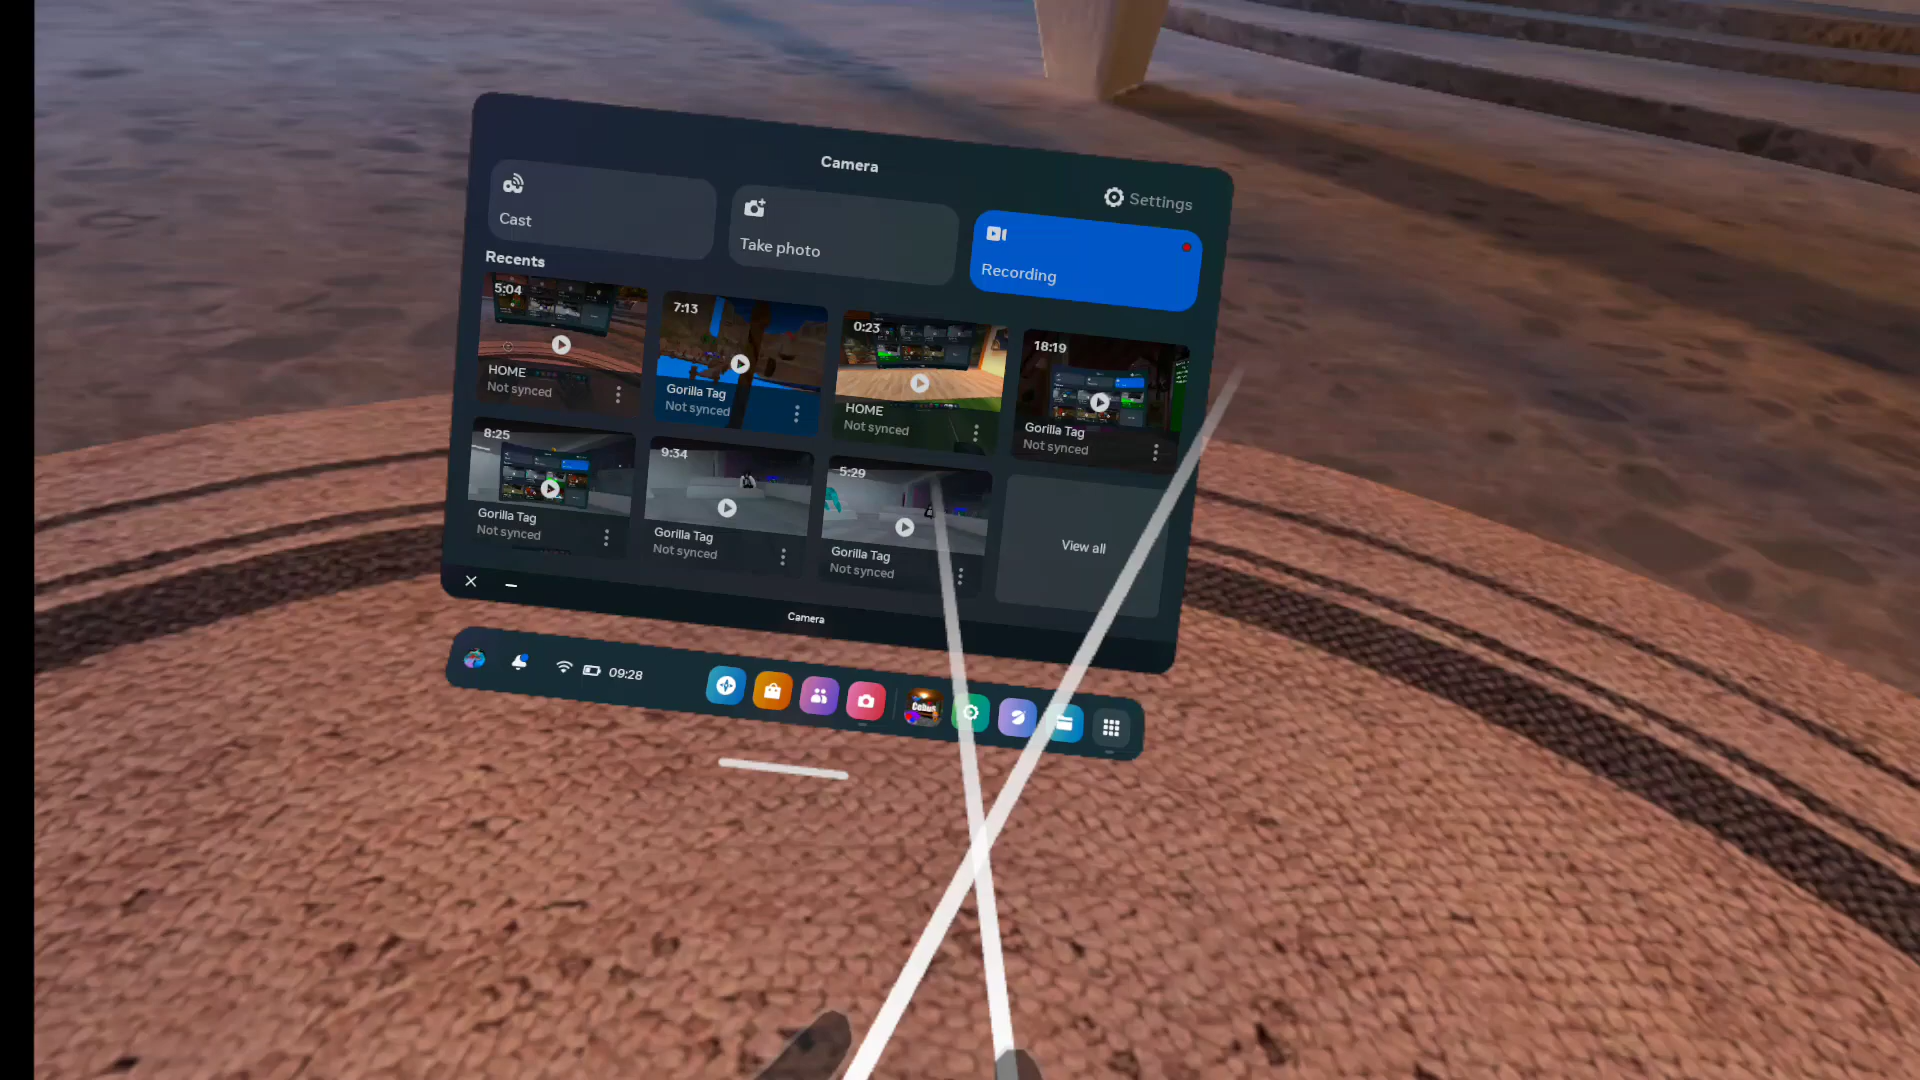 Camera
Settings
Cast
Take photo
Recording
Recents
5:04
HOME
Not synced
7:13
Gorilla Tag
Not synced
0:23
HOME
Not synced
18:19
Gorilla Tag
Not synced
8:25
Gorilla Tag
Not synced
9:34
Gorilla Tag
Not synced
5:29
Gorilla Tag
Not synced
View all
Camera
09:28